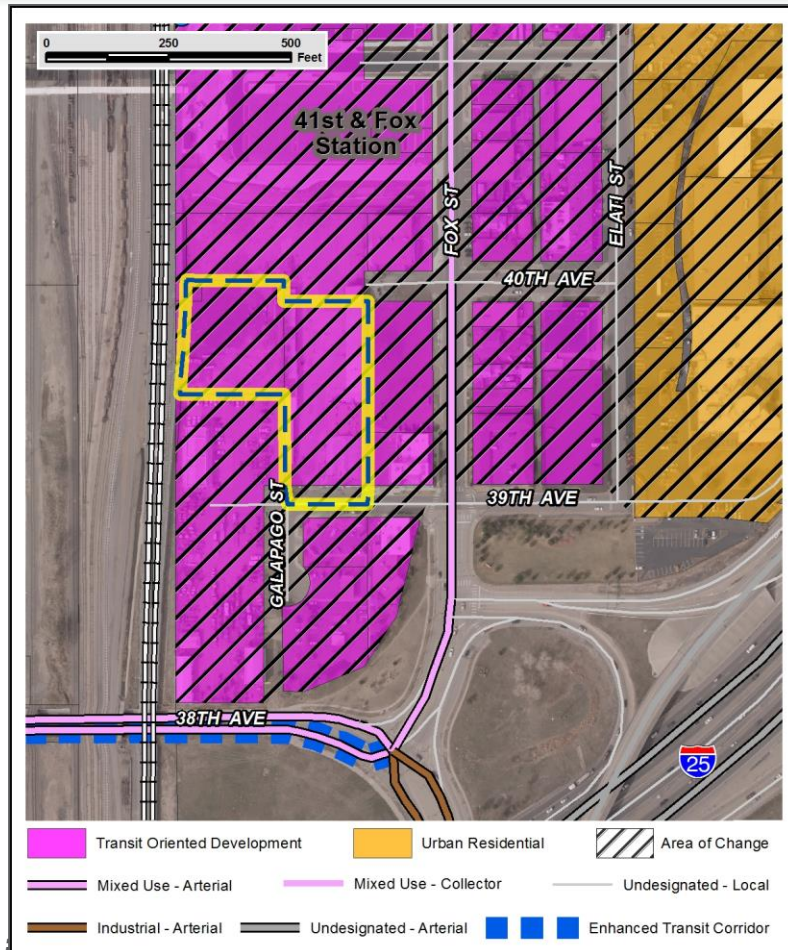 0 250 500
Feet
41st & Fox
Station
FOX ST
ELATI ST
40TH AVE
39TH AVE
GALAPAGO ST
38TH AVE
25
Transit Oriented Development
Urban Residential
Area of Change
Mixed Use - Arterial
Mixed Use - Collector
Undesignated - Local
Industrial - Arterial
Undesignated - Arterial
Enhanced Transit Corridor